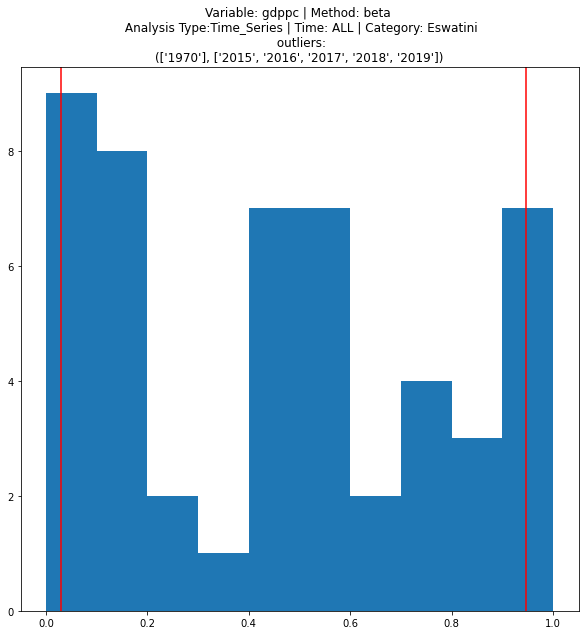 Variable: gdppc | Method: beta
Analysis Type:Time_Series | Time: ALL | Category: Eswatini
outliers:
(['1970'], ['2015', '2016', '2017', '2018', '2019'])
8
6
4
2
0
0.0 0.2 0.4 0.6 0.8 1.0